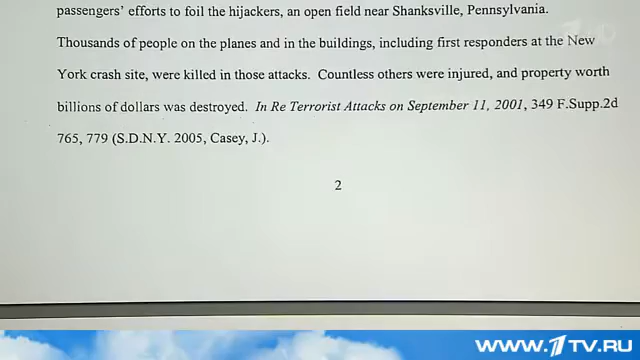 passengers' efforts to foil the hijackers, an open field near Shanksville, Pennsylvania.
Thousands of people on the planes and in the buildings, including first responders at the New
York crash site, were killed in those attacks.  Countless others were injured, and property worth
billions of dollars was destroyed.  In Re Terrorist Attacks on September 11, 2001, 349 F.Supp.2d
765, 779 (S.D.N.Y. 2005, Casey, J.).
2
WWW.1TV.RU